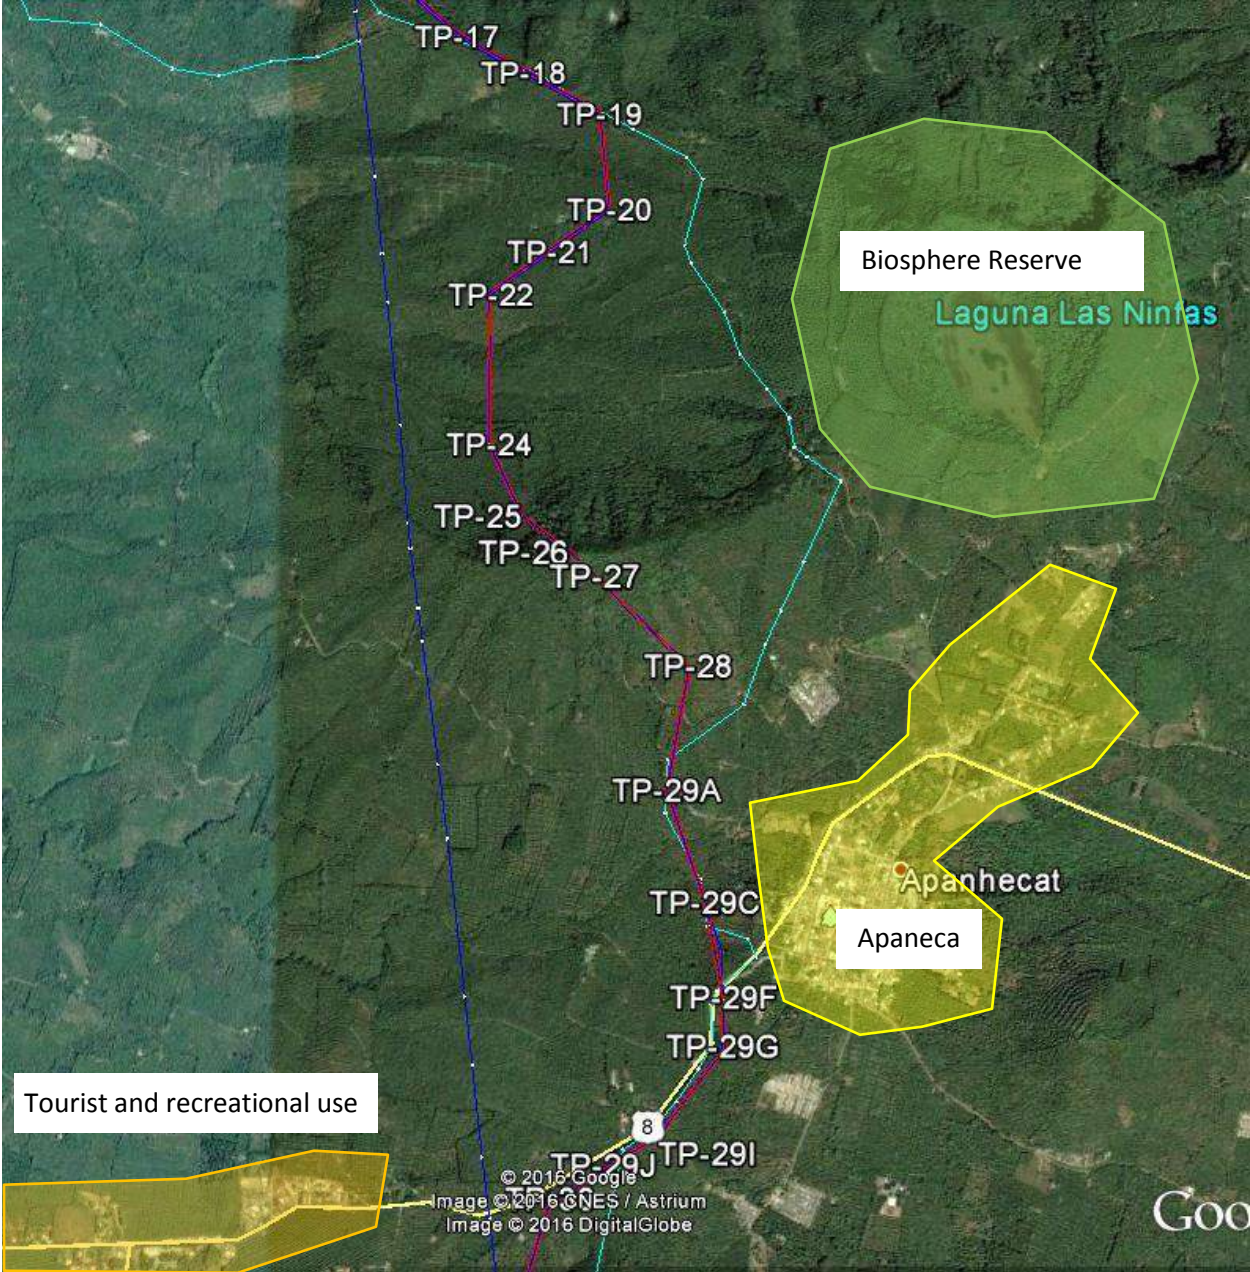 TP-17
TP-18
TP-19
TP-20
TP-21
Biosphere Reserve
TP-22
Laguna Las Ninfas
TP-24
TP-25
TP-26
TP-27
TP-28
TP-29A
Apanhecat
TP-29C
Apaneca
TP-29F
TP-29G
Tourist and recreational use
8
TP-29I
TP-29J
© 2016 Google
Image © 2016 CNES / Astrium
Image © 2016 DigitalGlobe
Goo